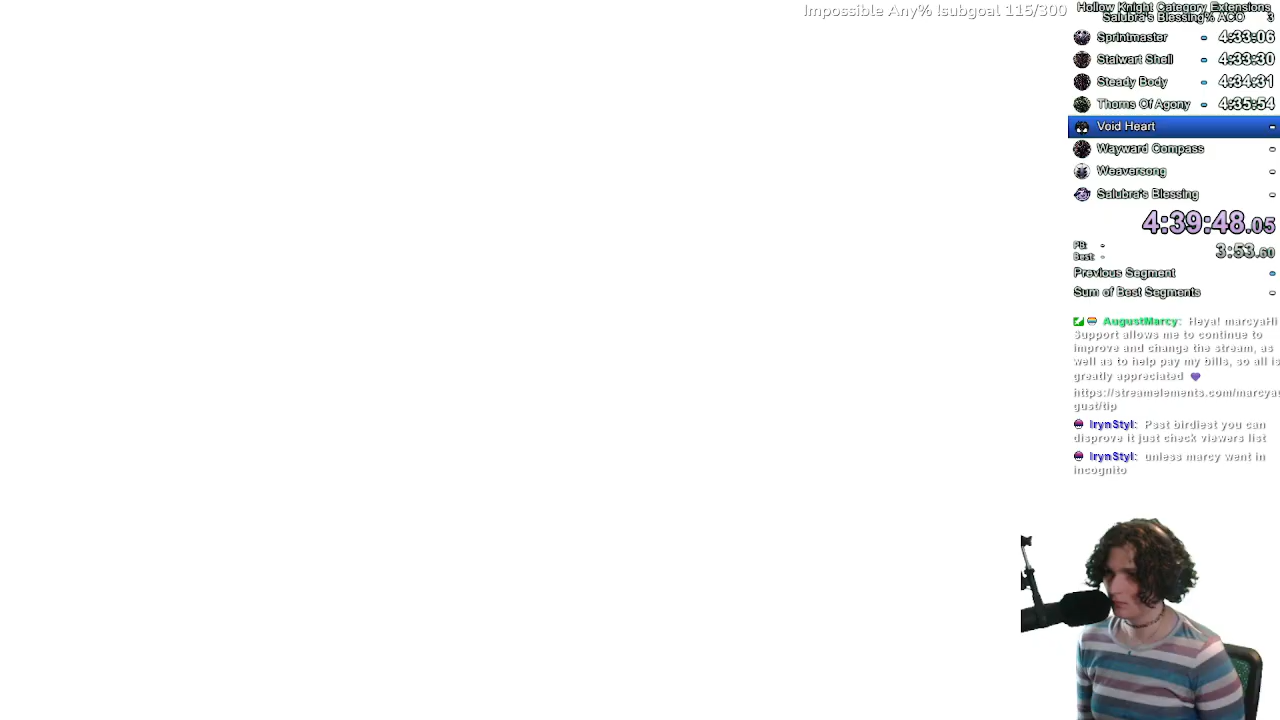 Impossible Any% !subgoal 115/300
Hollow Knight Category Extensions
Salubra's Blessing% ACO 3
Sprintmaster - 4:33:06
Stalwart Shell - 4:33:30
Steady Body - 4:34:31
Thorns Of Agony - 4:35:54
Void Heart -
Wayward Compass -
Weaversong -
Salubra's Blessing -
4:39:48.05
PB: -
Best: -
3:53.60
Previous Segment -
Sum of Best Segments -
AugustMarcy: Heya! marcyaHi
Support allows me to continue to
improve and change the stream, as
well as to help pay my bills, so all is
greatly appreciated
https://streamelements.com/marcyau
gust/tip
IrynStyl: Psst birdiest you can
disprove it just check viewers list
IrynStyl: unless marcy went in
incognito